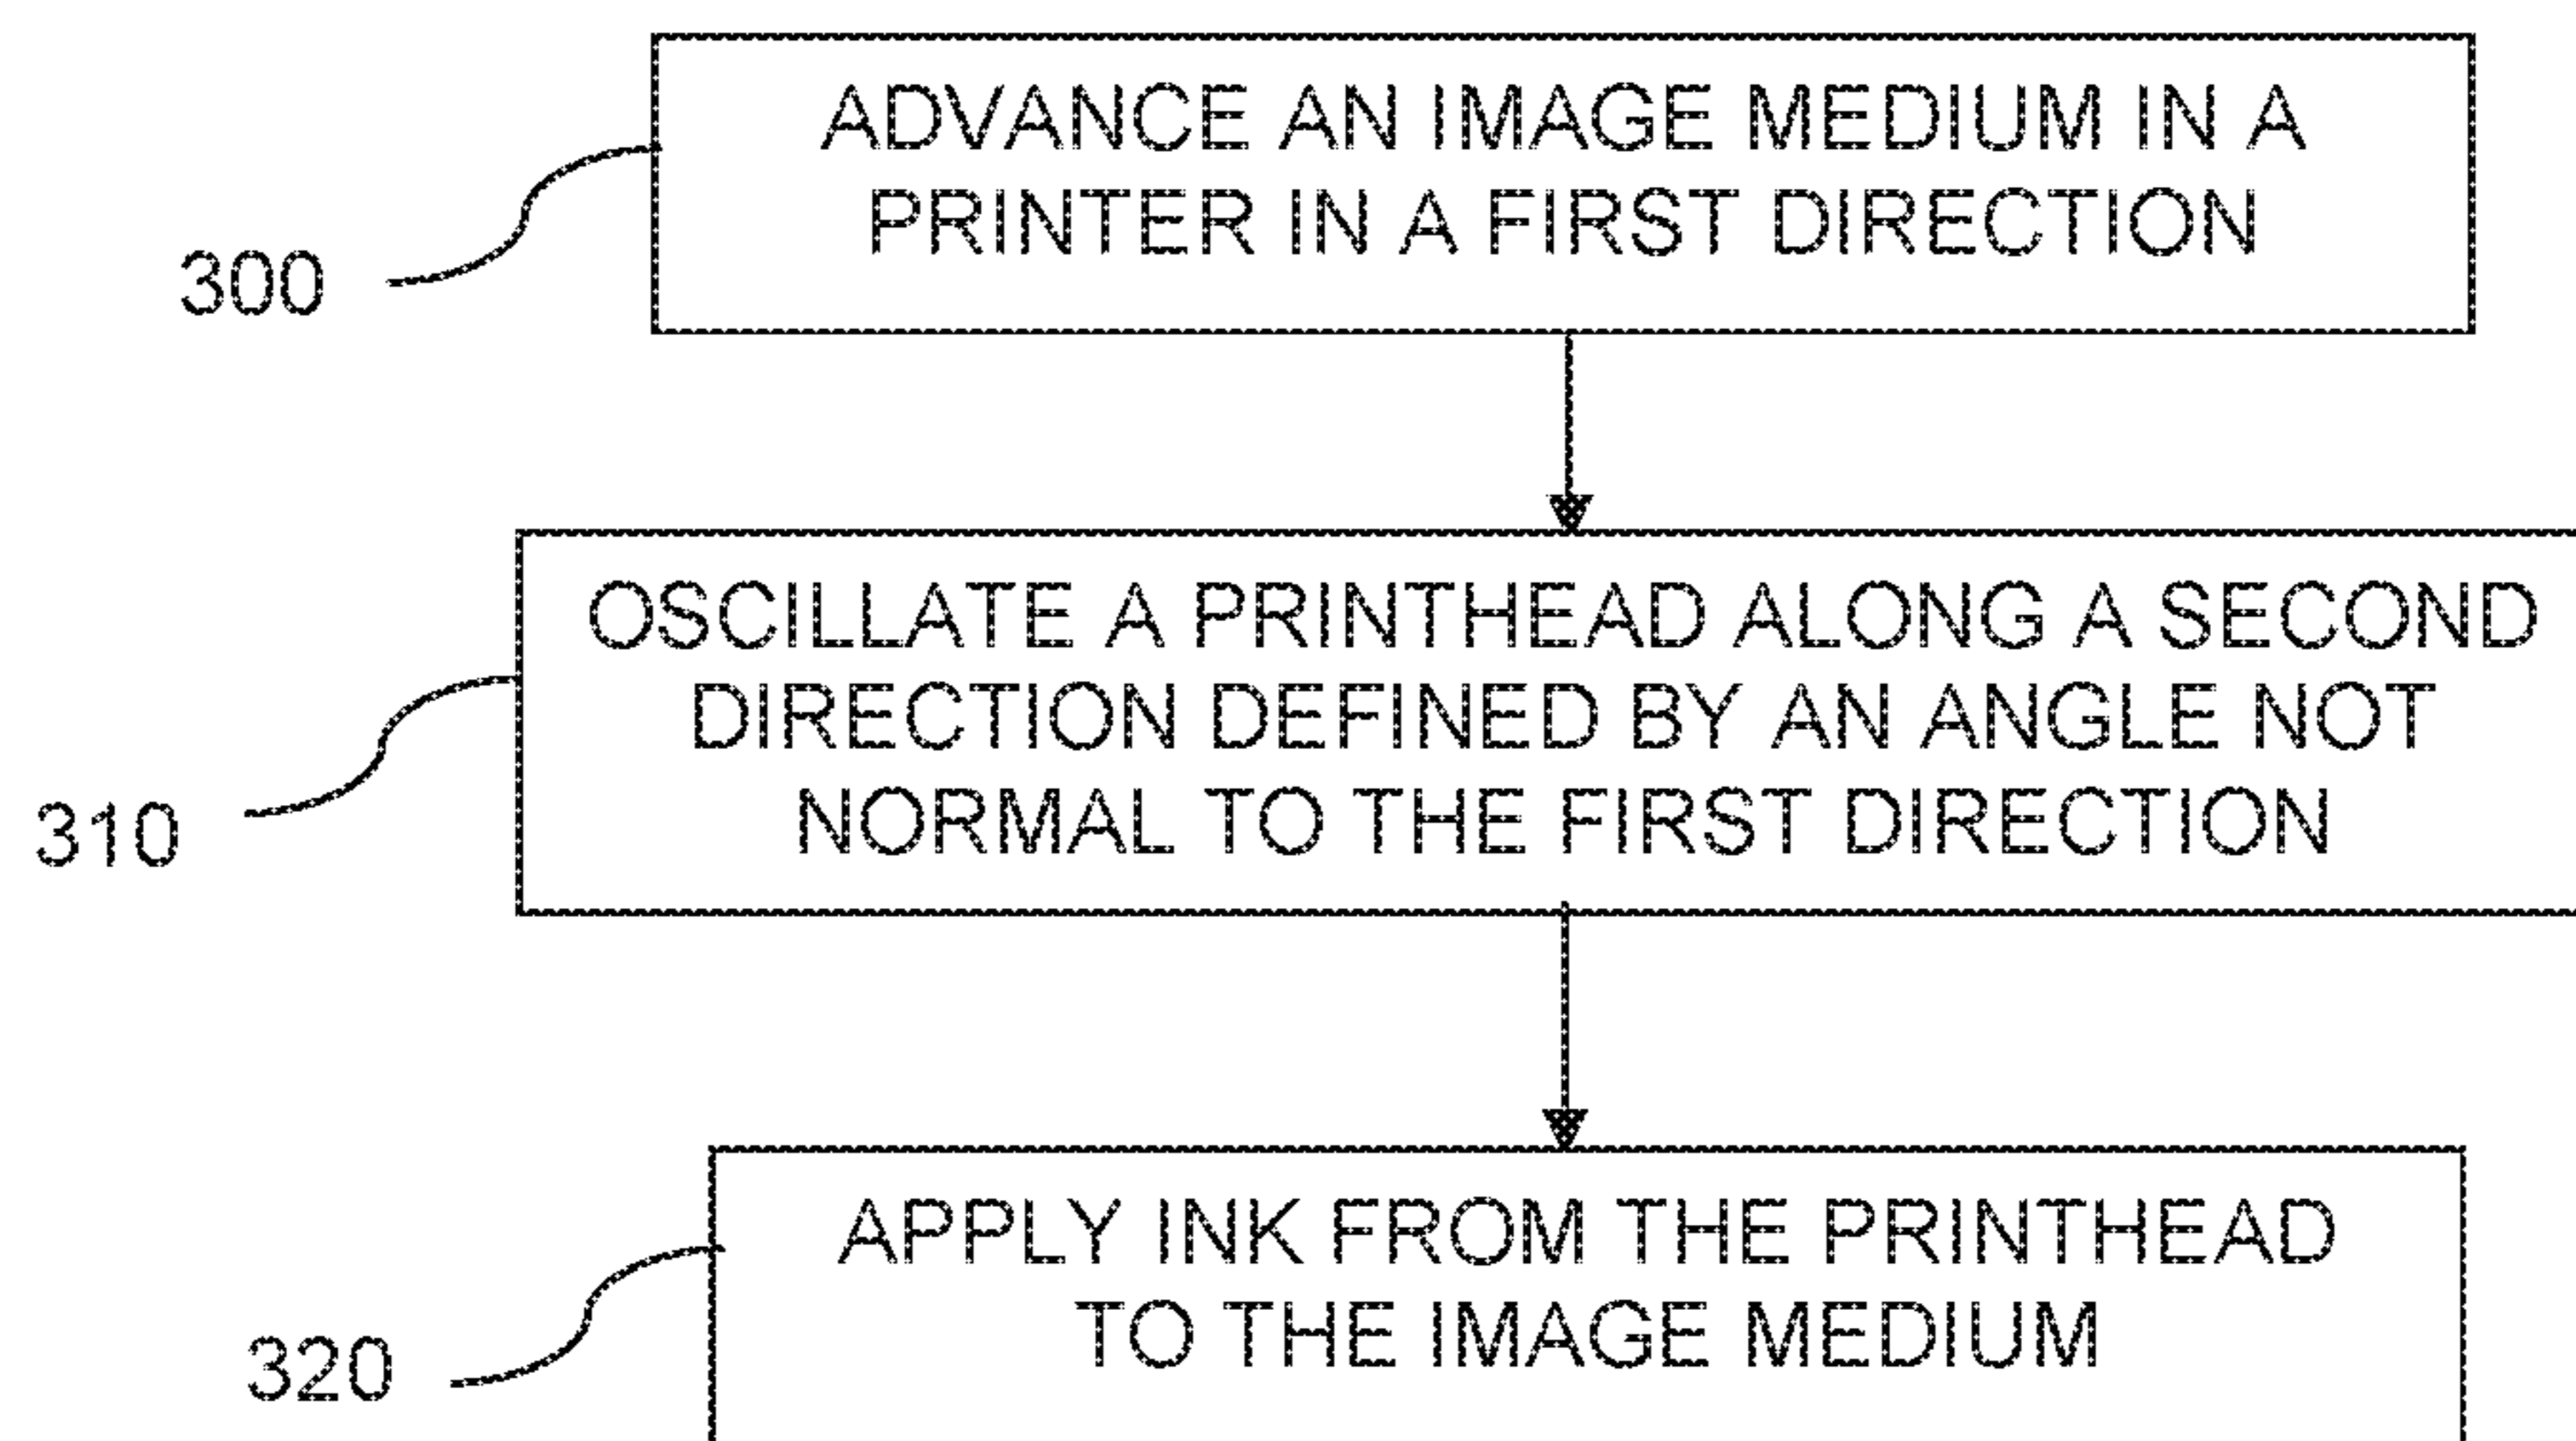 ADVANCE AN IMAGE MEDIUM IN A
PRINTER IN A FIRST DIRECTION
300
OSCILLATE A PRINTHEAD ALONG A SECOND
DIRECTION DEFINED BY AN ANGLE NOT
NORMAL TO THE FIRST DIRECTION
310
APPLY INK FROM THE PRINTHEAD
TO THE IMAGE MEDIUM
320